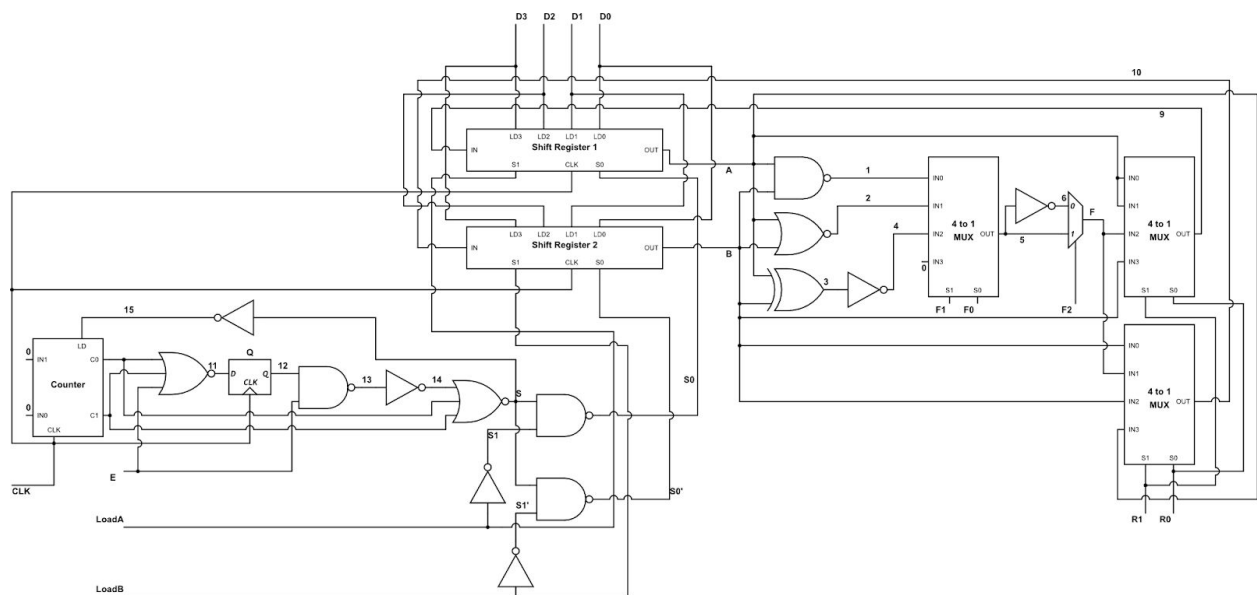 D3 D2 D1 D0
10
9
LD3 LD2 LD1 LD0
IN Shift Register 1 OUT
S1 CLK S0
A
1
2
4
3
IN0
IN1
IN2
IN3
4 to 1
MUX
OUT
S1 S0
0
F1 F0
5
6
0
1
F
F2
IN0
IN1
IN2
IN3
4 to 1
MUX
OUT
S1 S0
LD3 LD2 LD1 LD0
IN Shift Register 2 OUT
S1 CLK S0
B
IN0
IN1
IN2
IN3
4 to 1
MUX
OUT
S1 S0
R1 R0
15
LD
0 IN1 C0
Counter
0 IN0 C1
CLK
11
Q
D Q
CLK
12
13
14
S
S0
S1
S0'
S1'
CLK
E
LoadA
LoadB